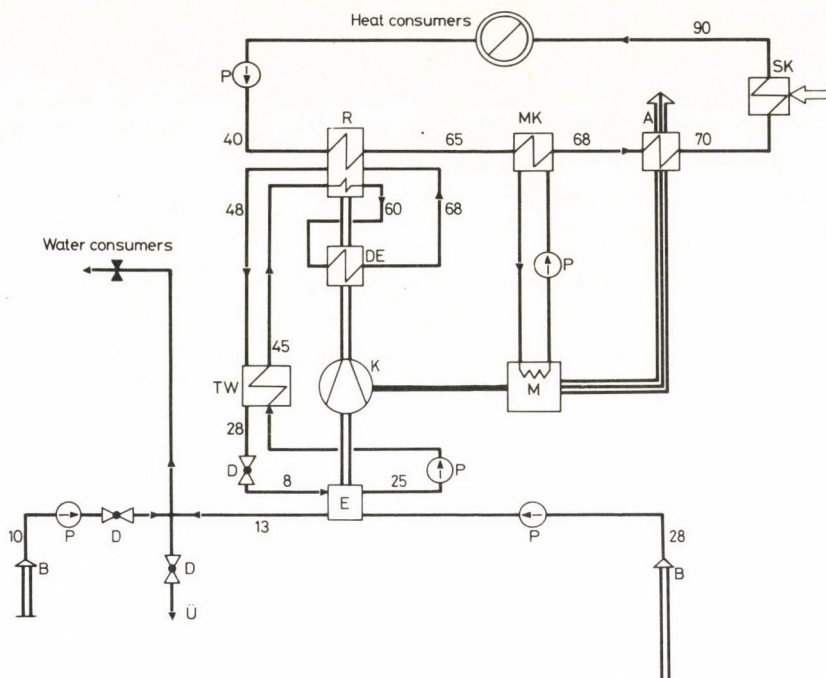 Heat consumers
90
P
SK
R
MK
A
40
65
68
70
48
60
68
Water consumers
DE
P
45
K
TW
M
28
D
8
25
P
E
10
P
D
13
P
28
B
D
B
Ü